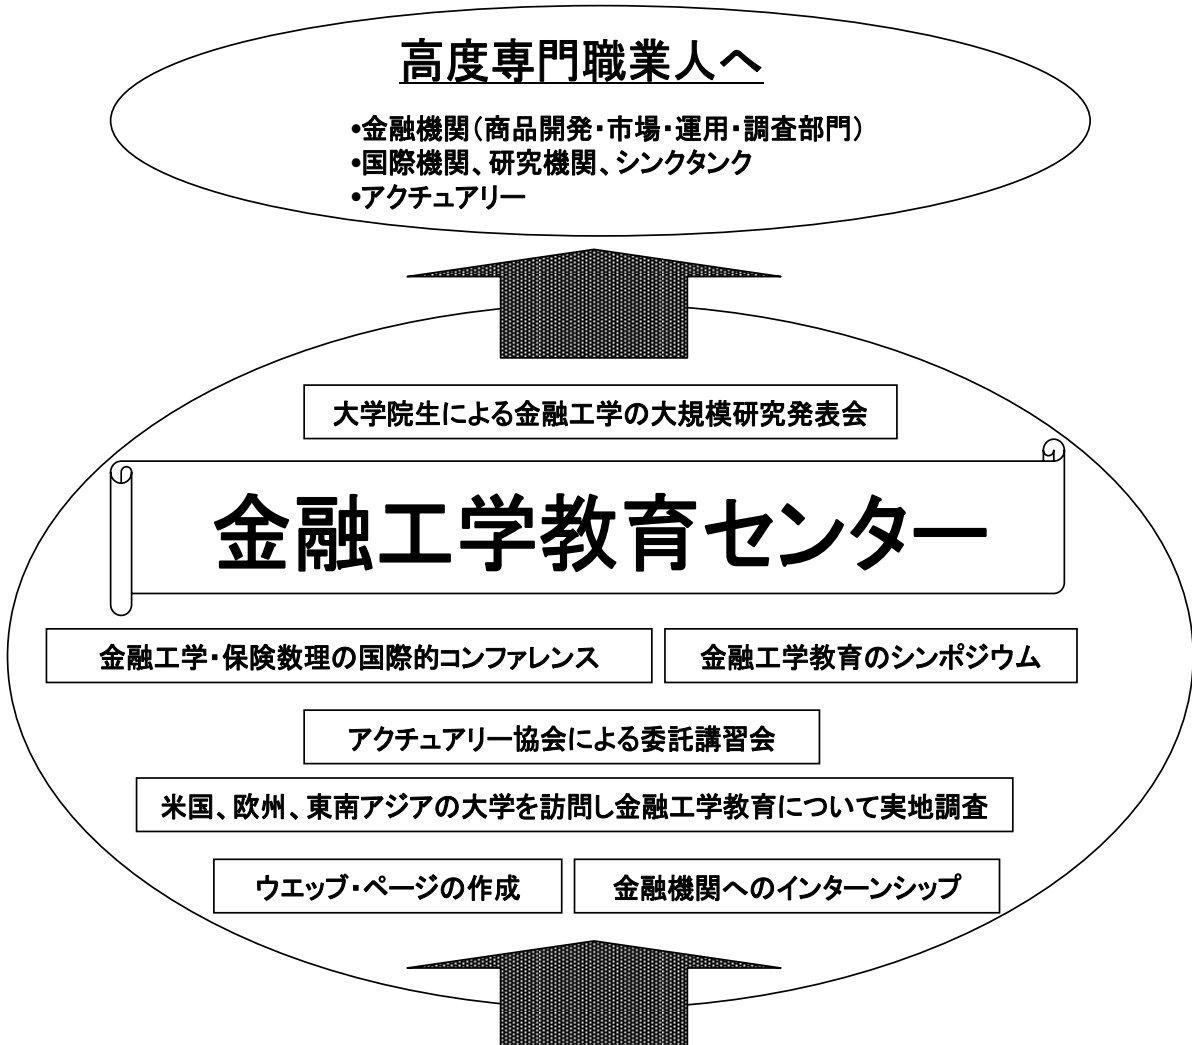 高度専門職業人へ
•金融機関(商品開発・市場・運用・調査部門)
•国際機関、研究機関、シンクタンク
•アクチュアリー
大学院生による金融工学の大規模研究発表会
金融工学教育センター
金融工学・保険数理の国際的コンファレンス
金融工学教育のシンポジウム
アクチュアリー協会による委託講習会
米国、欧州、東南アジアの大学を訪問し金融工学教育について実地調査
ウエッブ・ページの作成
金融機関へのインターンシップ